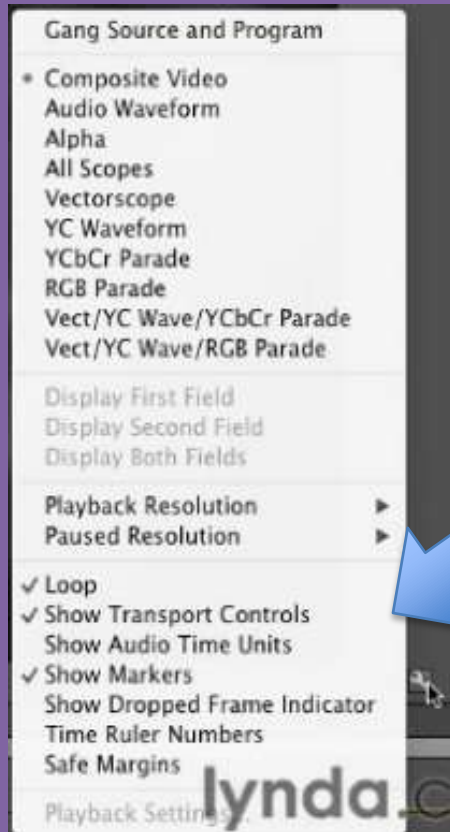 Gang Source and Program
Composite Video
Audio Waveform
Alpha
All Scopes
Vectorscope
YC Waveform
YCbCr Parade
RGB Parade
Vect/YC Wave/YCbCr Parade
Vect/YC Wave/RGB Parade
Display First Field
Display Second Field
Display Both Fields
Playback Resolution
Paused Resolution
✓ Loop
✓ Show Transport Controls
Show Audio Time Units
✓ Show Markers
Show Dropped Frame Indicator
Time Ruler Numbers
Safe Margins
Playback Settings...
lynda.c